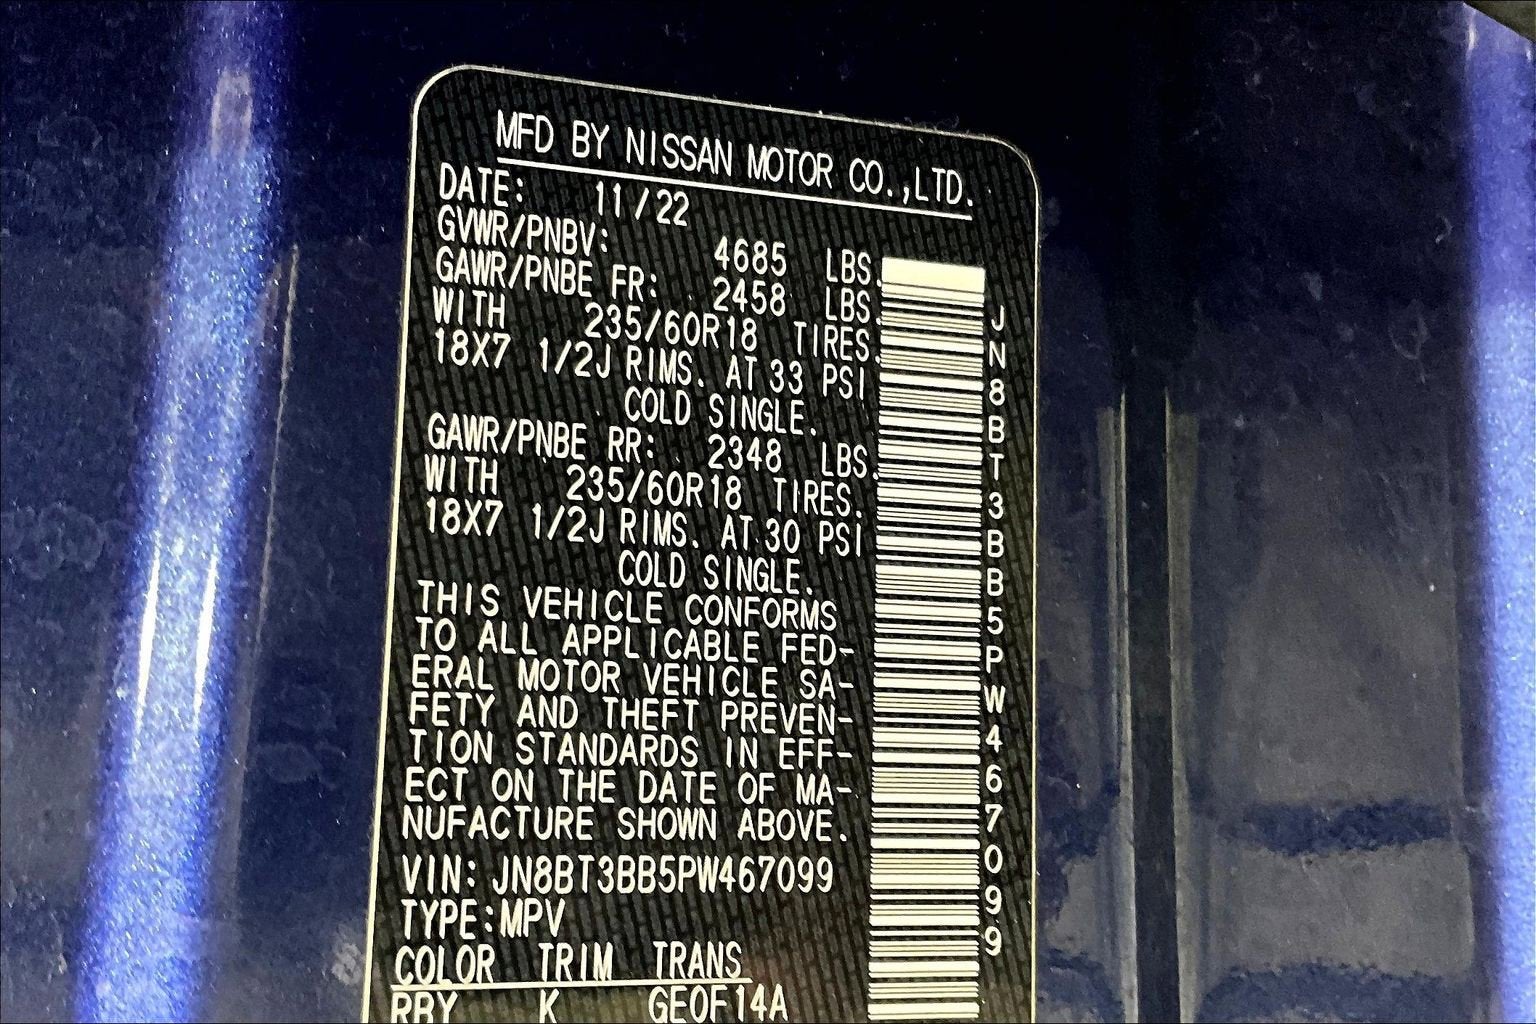 MFD BY NISSAN MOTOR CO.,LTD.
DATE: 11/22
GVWR/PNBV: 4685 LBS.
GAWR/PNBE FR: 2458 LBS.
WITH 235/60R18 TIRES.
18X7 1/2J RIMS. AT 33 PSI
COLD SINGLE.
GAWR/PNBE RR: 2348 LBS.
WITH 235/60R18 TIRES.
18X7 1/2J RIMS. AT 30 PSI
COLD SINGLE.
THIS VEHICLE CONFORMS
TO ALL APPLICABLE FED-
ERAL MOTOR VEHICLE SA-
FETY AND THEFT PREVEN-
TION STANDARDS IN EFF-
ECT ON THE DATE OF MA-
NUFACTURE SHOWN ABOVE.
VIN: JN8BT3BB5PW467099
TYPE:MPV
COLOR TRIM TRANS
RBY K GE0F14A
JN8BT3BB5PW467099